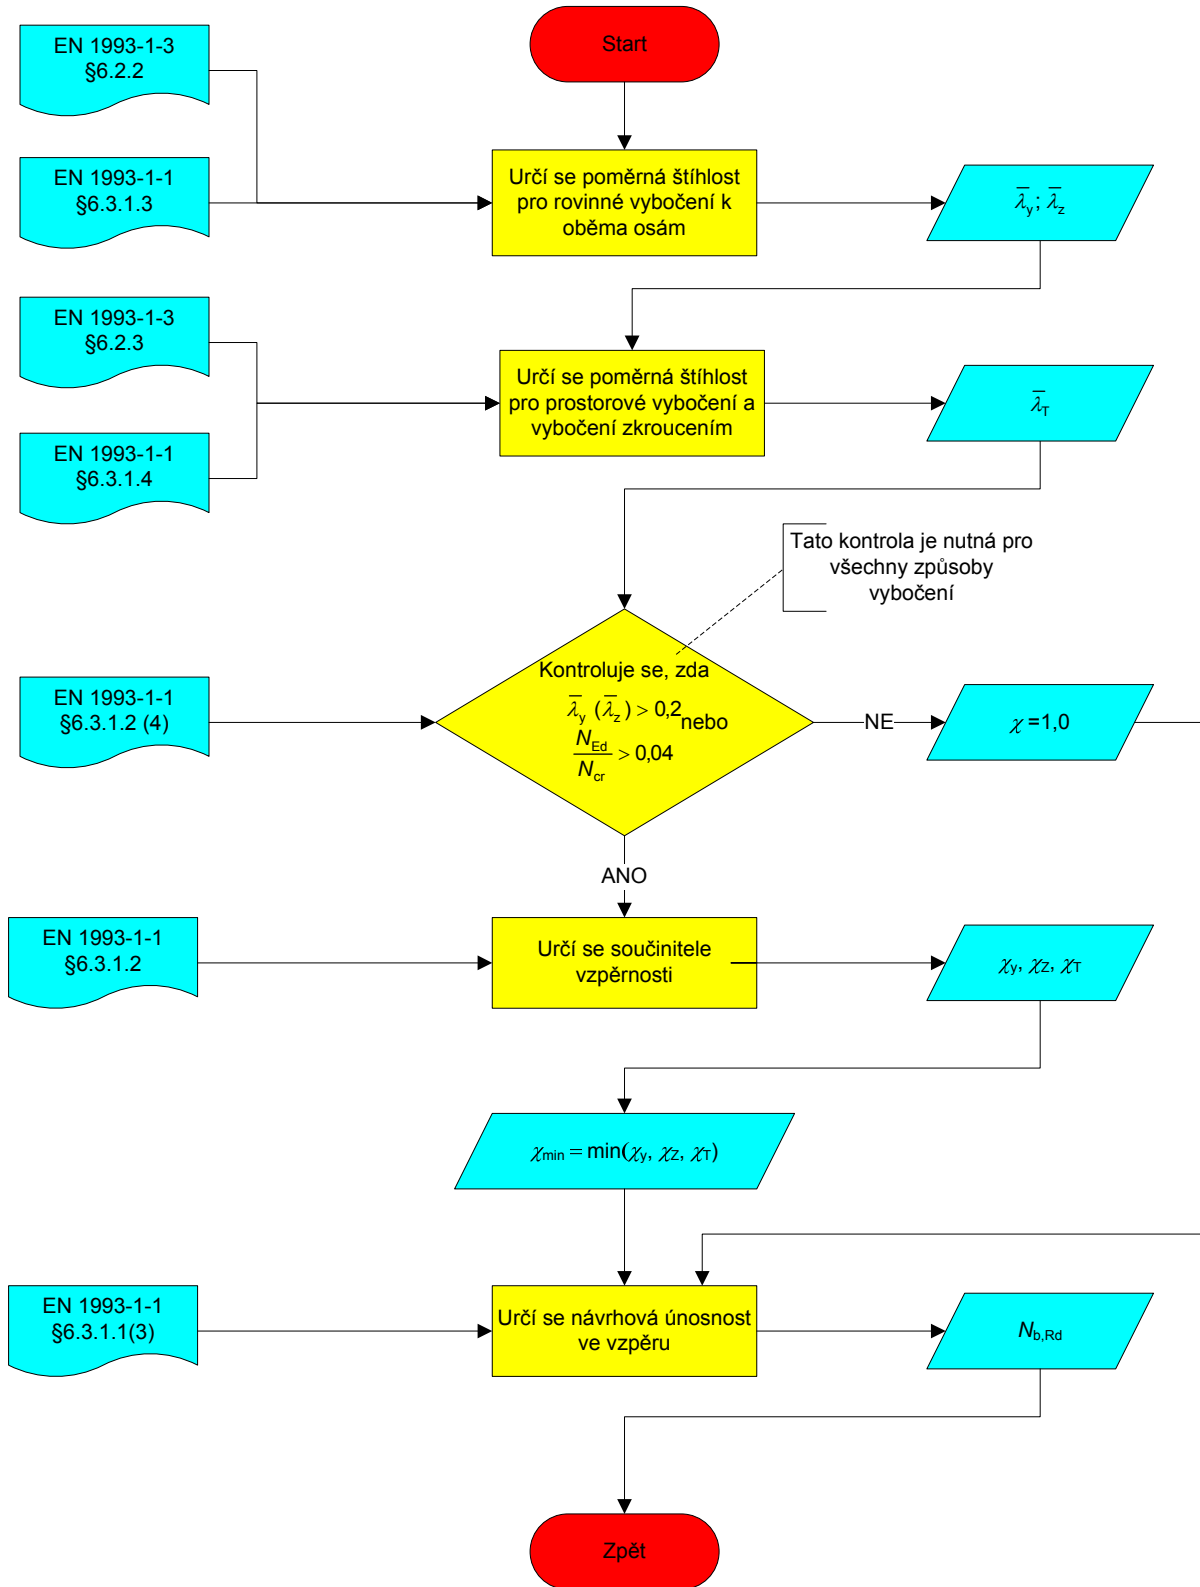 Start
EN 1993-1-3
§6.2.2
EN 1993-1-1
§6.3.1.3
Určí se poměrná štíhlost
pro rovinné vybočení k
oběma osám
λ̅y; λ̅z
EN 1993-1-3
§6.2.3
EN 1993-1-1
§6.3.1.4
Určí se poměrná štíhlost
pro prostorové vybočení a
vybočení zkroucením
λ̅T
Tato kontrola je nutná pro
všechny způsoby
vybočení
EN 1993-1-1
§6.3.1.2 (4)
Kontroluje se, zda
λ̅y (λ̅z) > 0,2 nebo
NEd/Ncr > 0,04
NE
χ =1,0
ANO
EN 1993-1-1
§6.3.1.2
Určí se součinitele
vzpěrnosti
χy, χZ, χT
χmin = min(χy, χZ, χT)
EN 1993-1-1
§6.3.1.1(3)
Určí se návrhová únosnost
ve vzpěru
Nb,Rd
Zpět